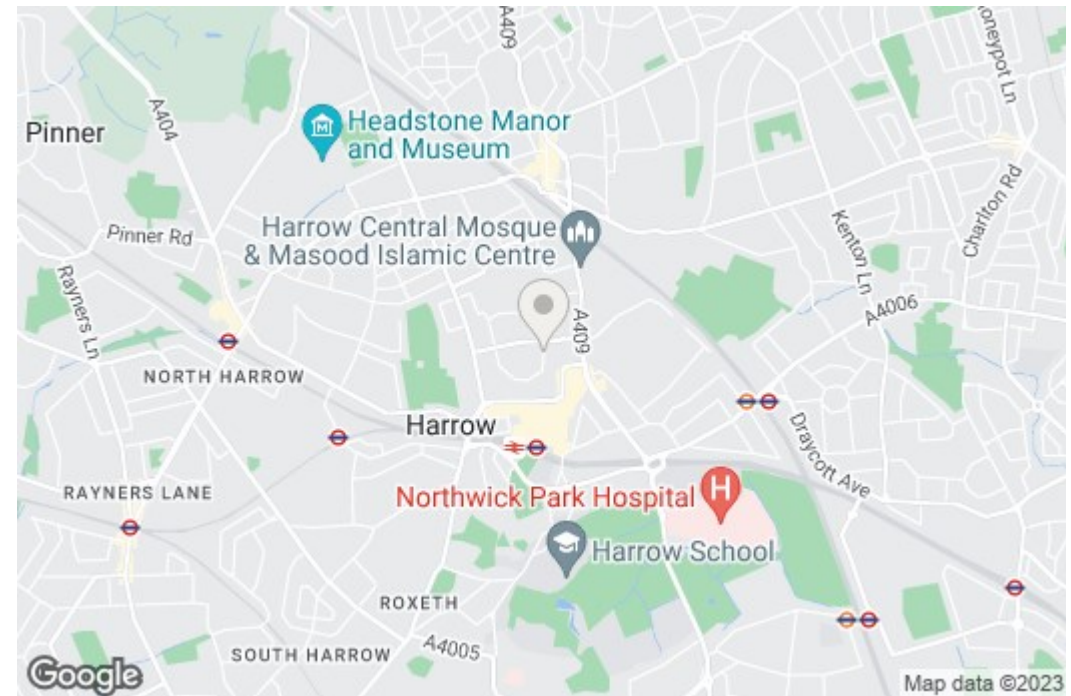 A409
oneypot Ln
A404
Headstone Manor
and Museum
Pinner
Charlton Rd
Pinner Rd
Harrow Central Mosque
& Masood Islamic Centre
Kenton Ln
Rayners Ln
A4006
A409
NORTH HARROW
Harrow
Draycott Ave
RAYNERS LANE
Northwick Park Hospital
H
Harrow School
ROXETH
A4005
SOUTH HARROW
Google
Map data ©2023